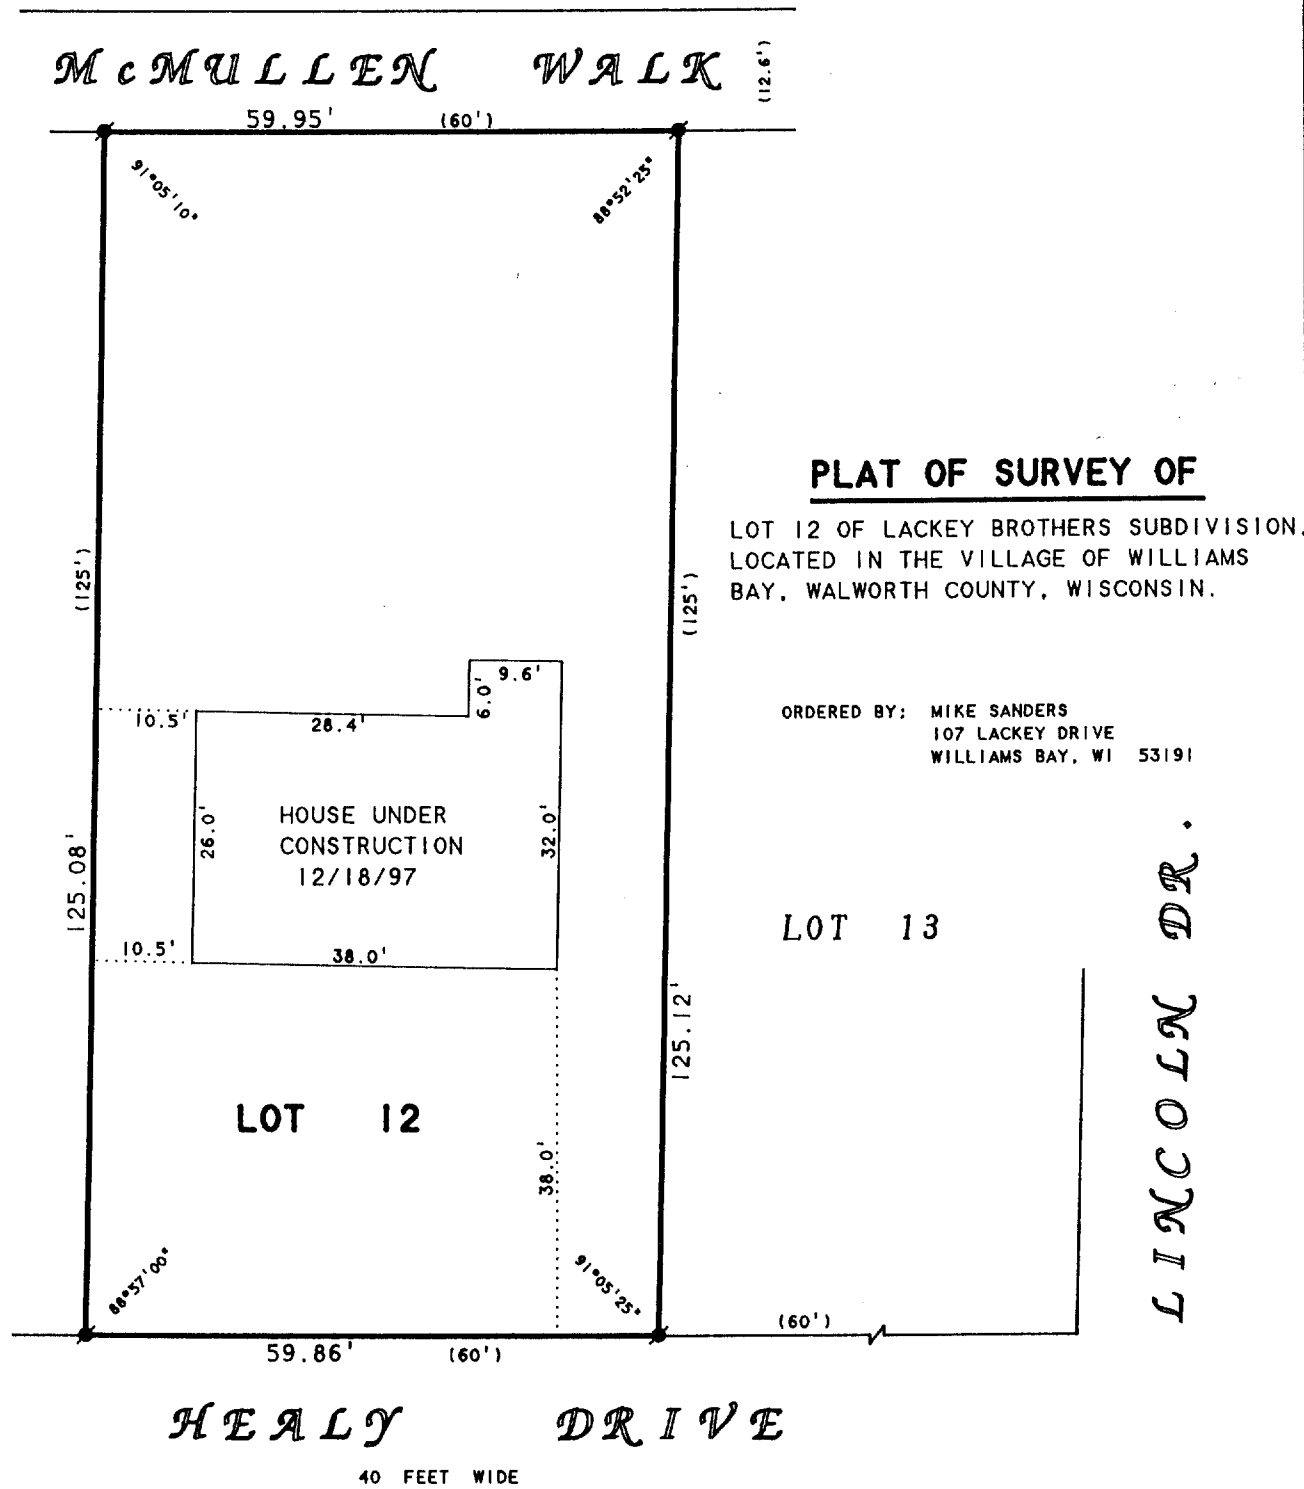 McMULLEN WALK
(12.6')
59.95' (60')
91°05'10"
88°52'25"
PLAT OF SURVEY OF
LOT 12 OF LACKEY BROTHERS SUBDIVISION,
LOCATED IN THE VILLAGE OF WILLIAMS
BAY, WALWORTH COUNTY, WISCONSIN.
(125')
(125')
9.6'
6.0'
10.5'
28.4'
ORDERED BY: MIKE SANDERS
107 LACKEY DRIVE
WILLIAMS BAY, WI 53191
26.0'
HOUSE UNDER
CONSTRUCTION
12/18/97
32.0'
125.08'
LOT 13
LINCOLN DR.
10.5'
38.0'
125.12'
LOT 12
38.0'
88°57'00"
91°05'25"
59.86' (60')
(60')
HEALY DRIVE
40 FEET WIDE